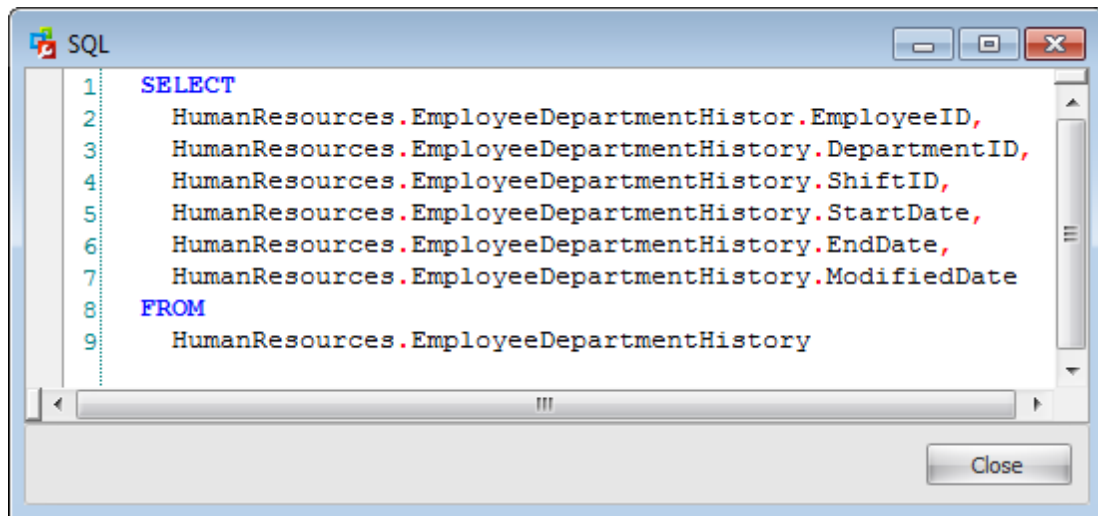 SQL
1 SELECT
2 HumanResources.EmployeeDepartmentHistor.EmployeeID,
3 HumanResources.EmployeeDepartmentHistory.DepartmentID,
4 HumanResources.EmployeeDepartmentHistory.ShiftID,
5 HumanResources.EmployeeDepartmentHistory.StartDate,
6 HumanResources.EmployeeDepartmentHistory.EndDate,
7 HumanResources.EmployeeDepartmentHistory.ModifiedDate
8 FROM
9 HumanResources.EmployeeDepartmentHistory
Close